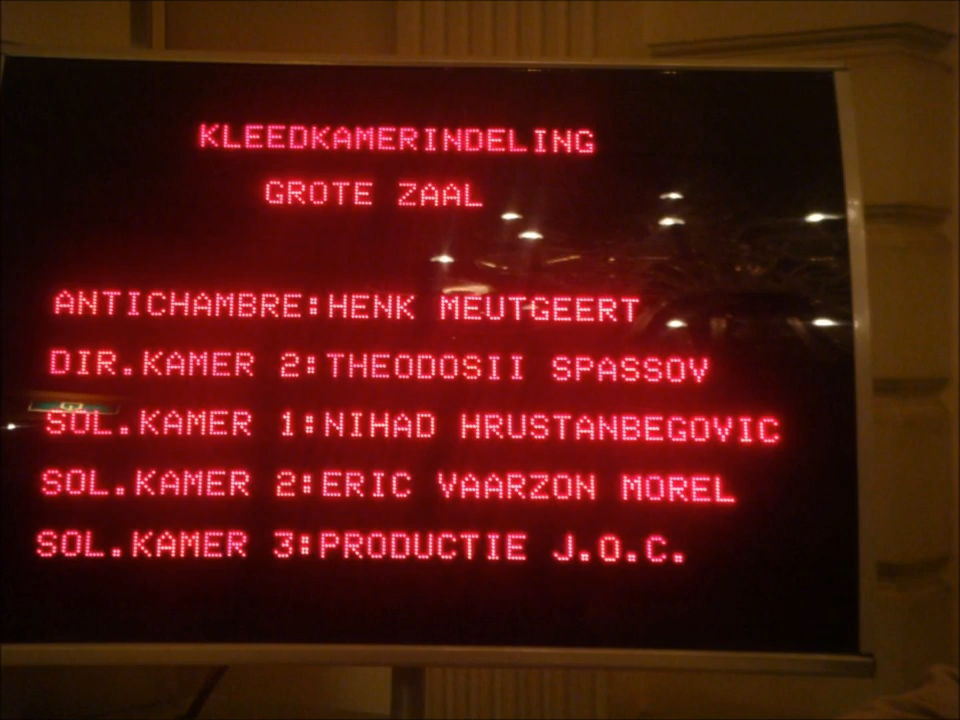 KLEEDKAMERINDELING
GROTE ZAAL
ANTICHAMBRE:HENK MEUTGEERT
DIR.KAMER 2:THEODOSII SPASSOV
SOL.KAMER 1:NIHAD HRUSTANBEGOVIC
SOL.KAMER 2:ERIC VAARZON MOREL
SOL.KAMER 3:PRODUCTIE J.O.C.